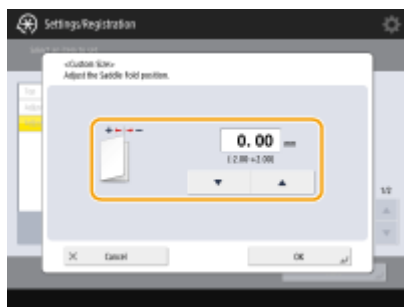 Settings/Registration
<Custom Size>
Adjust the Saddle Fold position.
+ -
0.00 mm
(-2.00~+2.00)
▼ ▲
1/2
× Cancel
OK